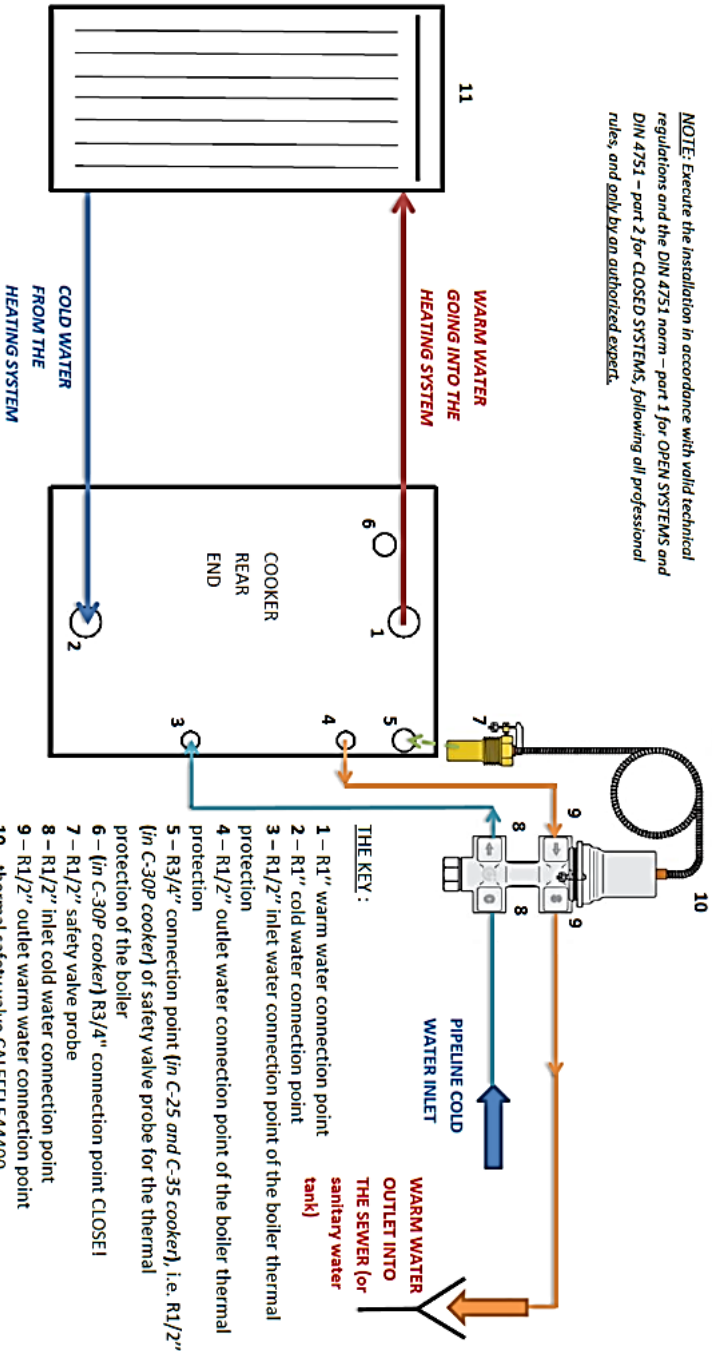 NOTE: Execute the installation in accordance with valid technical
regulations and the DIN 4751 norm – part 1 for OPEN SYSTEMS and
DIN 4751 – part 2 for CLOSED SYSTEMS, following all professional
rules, and only by an authorized expert.
11
WARM WATER
GOING INTO THE
HEATING SYSTEM
COLD WATER
FROM THE
HEATING SYSTEM
6
1
2
COOKER
REAR
END
3
4
5
7
10
9
9
8
8
PIPELINE COLD
WATER INLET
WARM WATER
OUTLET INTO
THE SEWER (or
sanitary water
tank)
THE KEY :
1 – R1" warm water connection point
2 – R1" cold water connection point
3 – R1/2" inlet water connection point of the boiler thermal
protection
4 – R1/2" outlet water connection point of the boiler thermal
protection
5 – R3/4" connection point (in C-25 and C-35 cooker), i.e. R1/2"
(in C-30P cooker) of safety valve probe for the thermal
protection of the boiler
6 – (in C-30P cooker) R3/4" connection point CLOSE!
7 – R1/2" safety valve probe
8 – R1/2" inlet cold water connection point
9 – R1/2" outlet warm water connection point
10 – thermal safety valve CALEFFI 544400